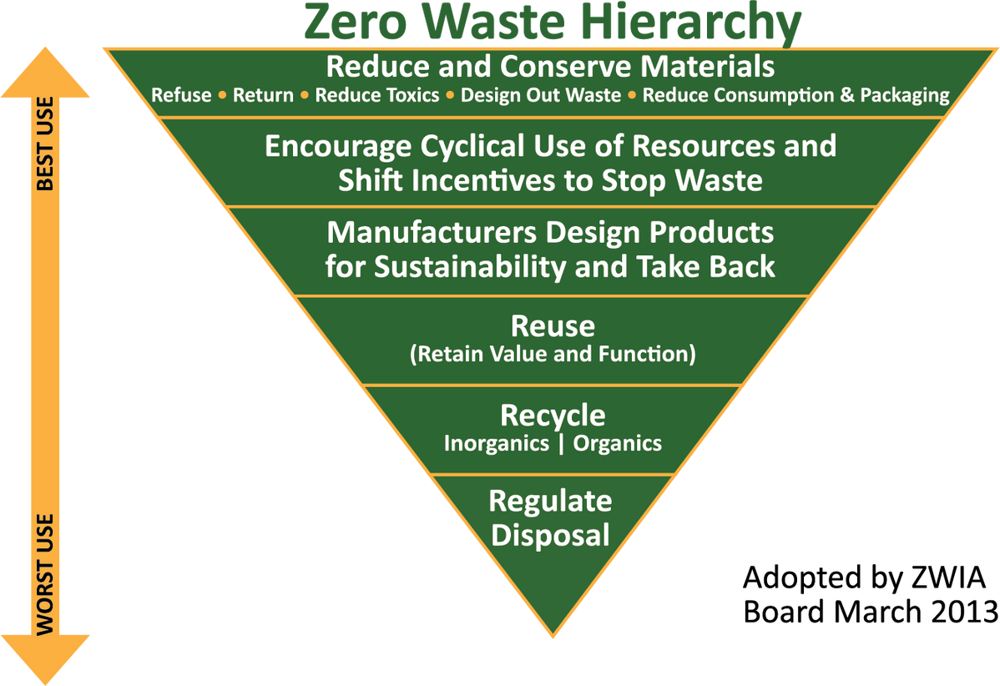 Zero Waste Hierarchy
Reduce and Conserve Materials
Refuse • Return • Reduce Toxics • Design Out Waste • Reduce Consumption & Packaging
Encourage Cyclical Use of Resources and
Shift Incentives to Stop Waste
Manufacturers Design Products
for Sustainability and Take Back
Reuse
(Retain Value and Function)
Recycle
Inorganics | Organics
Regulate
Disposal
BEST USE
WORST USE
Adopted by ZWIA
Board March 2013